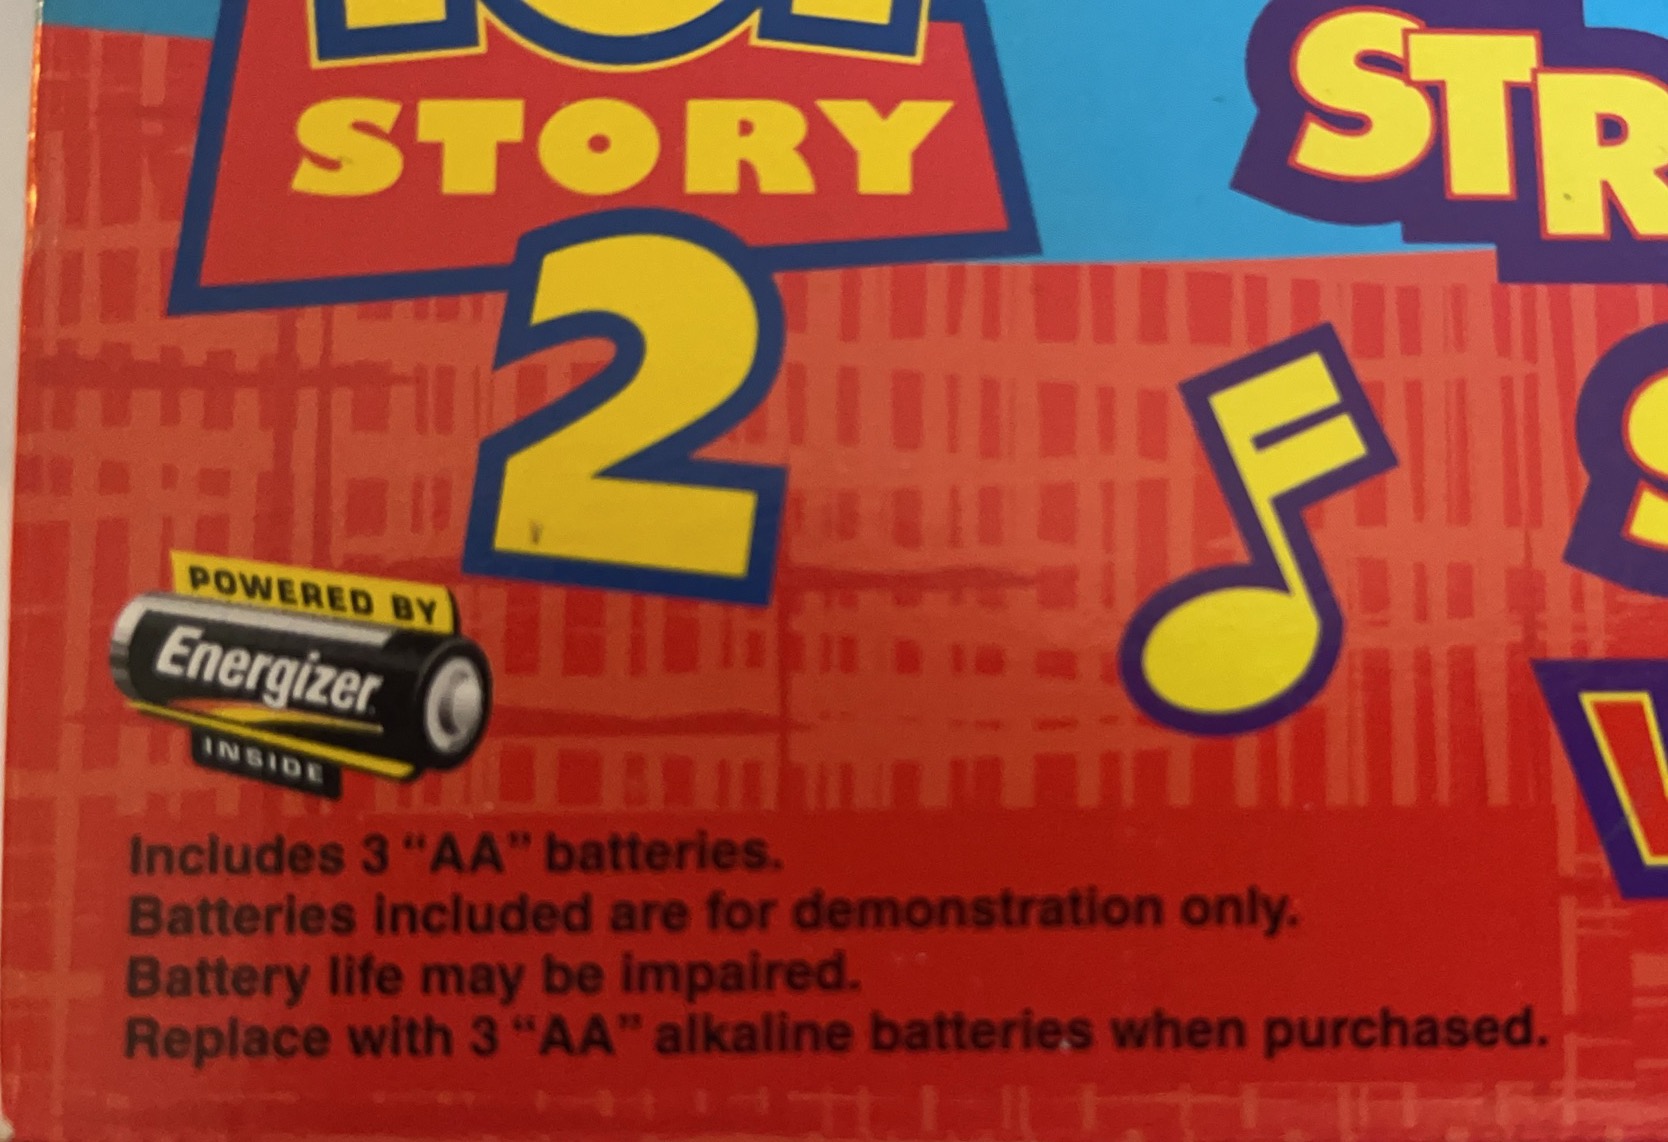 STORY
2
STR
POWERED BY
Energizer
INSIDE
Includes 3 “AA” batteries.
Batteries included are for demonstration only.
Battery life may be impaired.
Replace with 3 “AA” alkaline batteries when purchased.